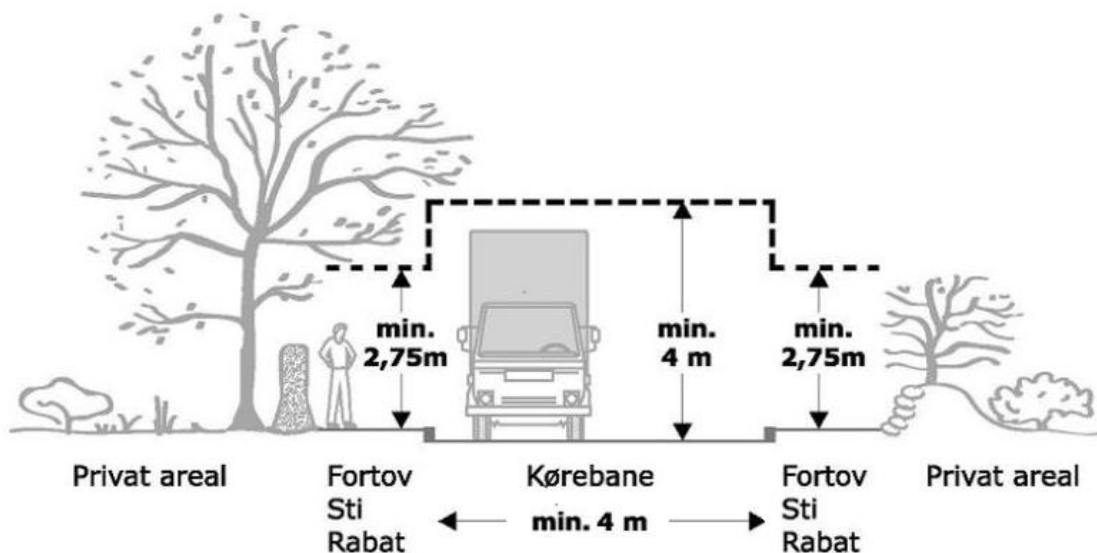 min.
2,75m
min.
4 m
min.
2,75m
Privat areal
Fortov
Sti
Rabat
Kørebane
min. 4 m
Fortov
Sti
Rabat
Privat areal